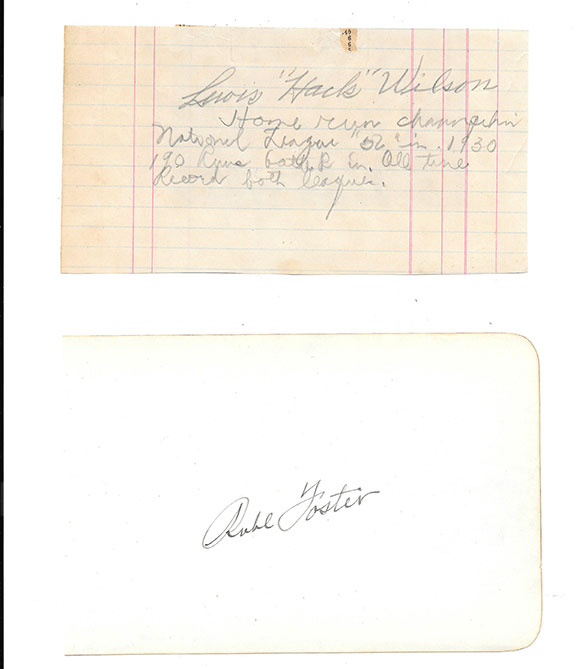 Lewis "Hack" Wilson
Home run champion
National League "56" in 1930
190 Runs batted in. All time
Record both leagues.
Rube Foster